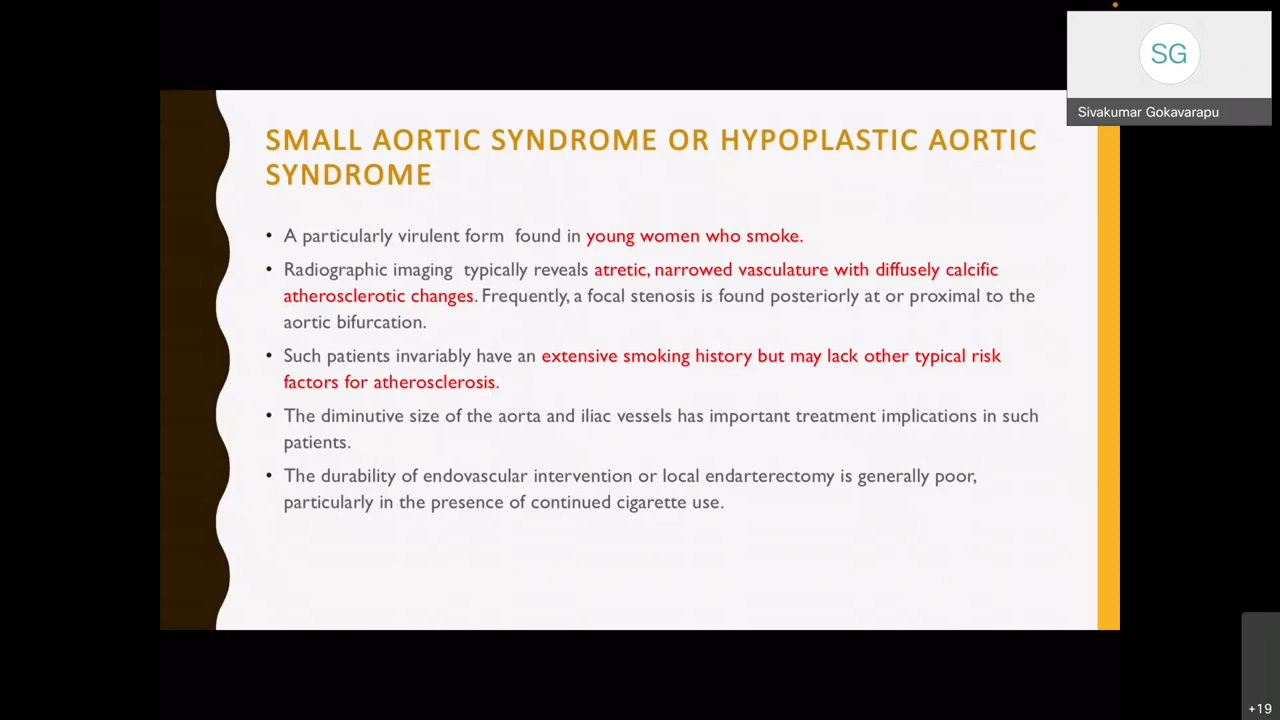 SG
Sivakumar Gokavarapu
SMALL AORTIC SYNDROME OR HYPOPLASTIC AORTIC
SYNDROME
• A particularly virulent form found in young women who smoke.
• Radiographic imaging typically reveals atretic, narrowed vasculature with diffusely calcific
atherosclerotic changes. Frequently, a focal stenosis is found posteriorly at or proximal to the
aortic bifurcation.
• Such patients invariably have an extensive smoking history but may lack other typical risk
factors for atherosclerosis.
• The diminutive size of the aorta and iliac vessels has important treatment implications in such
patients.
• The durability of endovascular intervention or local endarterectomy is generally poor,
particularly in the presence of continued cigarette use.
+19